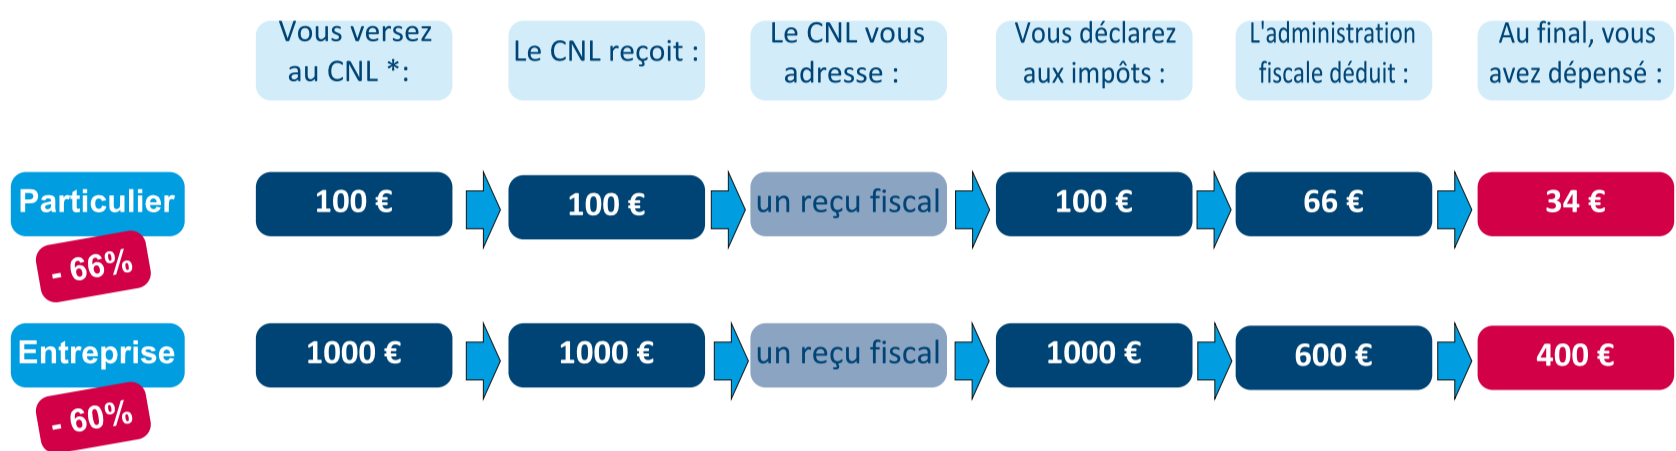 Vous versez
au CNL *:
Le CNL reçoit :
Le CNL vous
adresse :
Vous déclarez
aux impôts :
L'administration
fiscale déduit :
Au final, vous
avez dépensé :
Particulier
- 66%
100 €
100 €
un reçu fiscal
100 €
66 €
34 €
Entreprise
- 60%
1000 €
1000 €
un reçu fiscal
1000 €
600 €
400 €